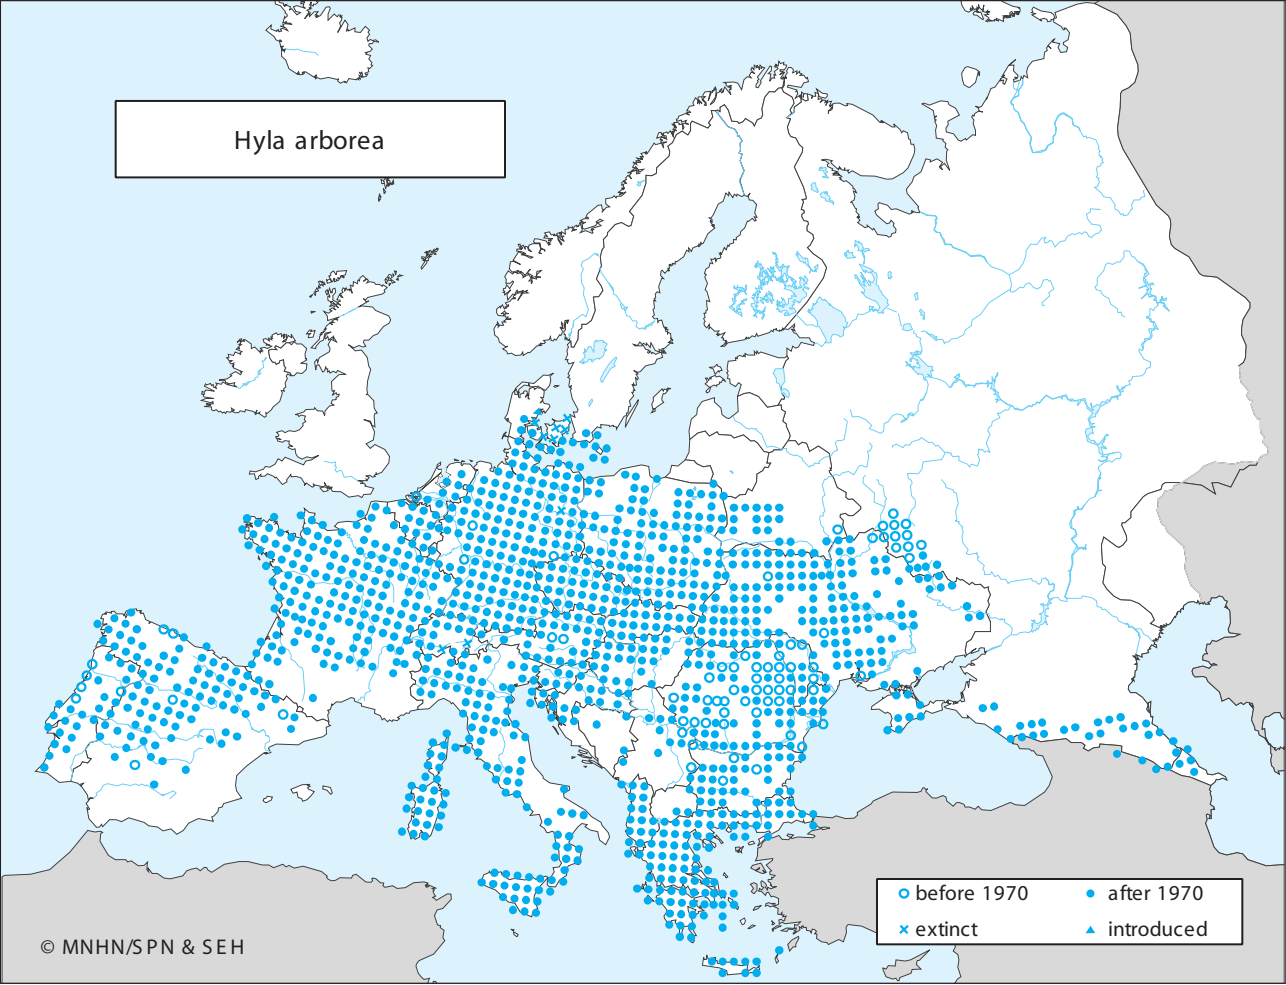 Hyla arborea
before 1970
after 1970
extinct
introduced
© MNHN/SPN & SEH